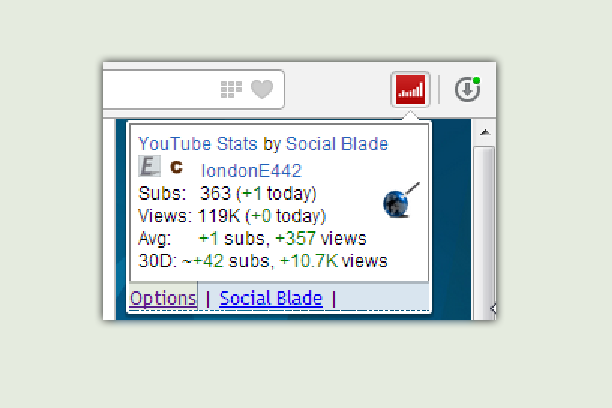 YouTube Stats by Social Blade
E C londonE442
Subs: 363 (+1 today)
Views: 119K (+0 today)
Avg: +1 subs, +357 views
30D: ~+42 subs, +10.7K views
Options | Social Blade |